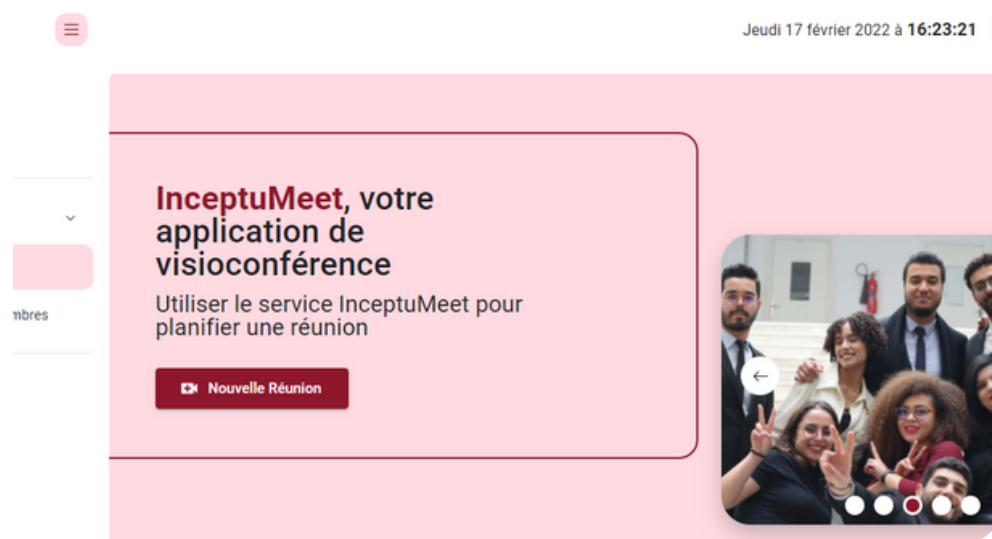 Jeudi 17 février 2022 à 16:23:21
InceptuMeet, votre
application de
visioconférence
Utiliser le service InceptuMeet pour
planifier une réunion
Nouvelle Réunion
mbres